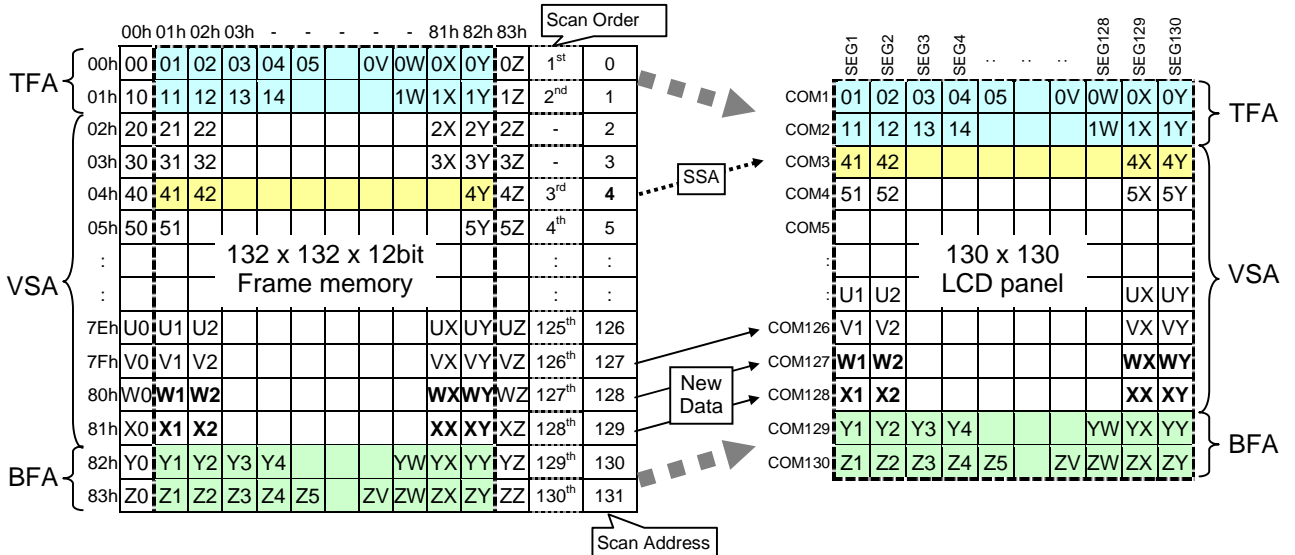 Scan Order
00h 01h 02h 03h - - - - - 81h 82h 83h
TFA
00h 00 01 02 03 04 05 0V 0W 0X 0Y 0Z 1st 0
01h 10 11 12 13 14 1W 1X 1Y 1Z 2nd 1
VSA
02h 20 21 22 2X 2Y 2Z - 2
03h 30 31 32 3X 3Y 3Z - 3
04h 40 41 42 4Y 4Z 3rd 4
05h 50 51 5Y 5Z 4th 5
: : :
: : :
132 x 132 x 12bit
Frame memory
7Eh U0 U1 U2 UX UY UZ 125th 126
7Fh V0 V1 V2 VX VY VZ 126th 127
80h W0 W1 W2 WX WY WZ 127th 128
81h X0 X1 X2 XX XY XZ 128th 129
BFA
82h Y0 Y1 Y2 Y3 Y4 YW YX YY YZ 129th 130
83h Z0 Z1 Z2 Z3 Z4 Z5 ZV ZW ZX ZY ZZ 130th 131
Scan Address
SSA
New
Data
SEG1 SEG2 SEG3 SEG4 : : : : : : SEG128 SEG129 SEG130
COM1 01 02 03 04 05 0V 0W 0X 0Y
COM2 11 12 13 14 1W 1X 1Y
TFA
COM3 41 42 4X 4Y
COM4 51 52 5X 5Y
COM5
:
130 x 130
LCD panel
VSA
: U1 U2 UX UY
COM126 V1 V2 VX VY
COM127 W1 W2 WX WY
COM128 X1 X2 XX XY
COM129 Y1 Y2 Y3 Y4 YW YX YY
COM130 Z1 Z2 Z3 Z4 Z5 ZV ZW ZX ZY
BFA